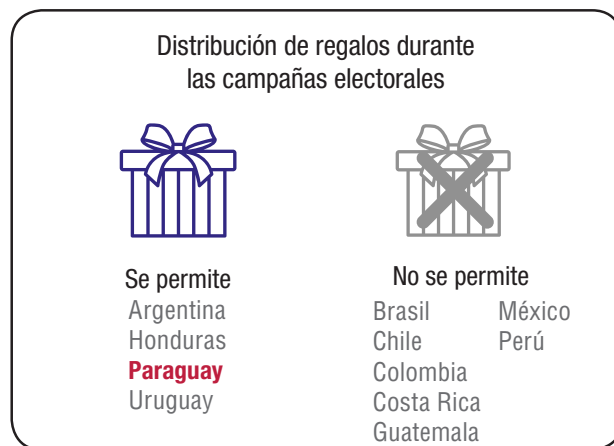 Distribución de regalos durante
las campañas electorales
Se permite
Argentina
Honduras
Paraguay
Uruguay
No se permite
Brasil
Chile
Colombia
Costa Rica
Guatemala
México
Perú